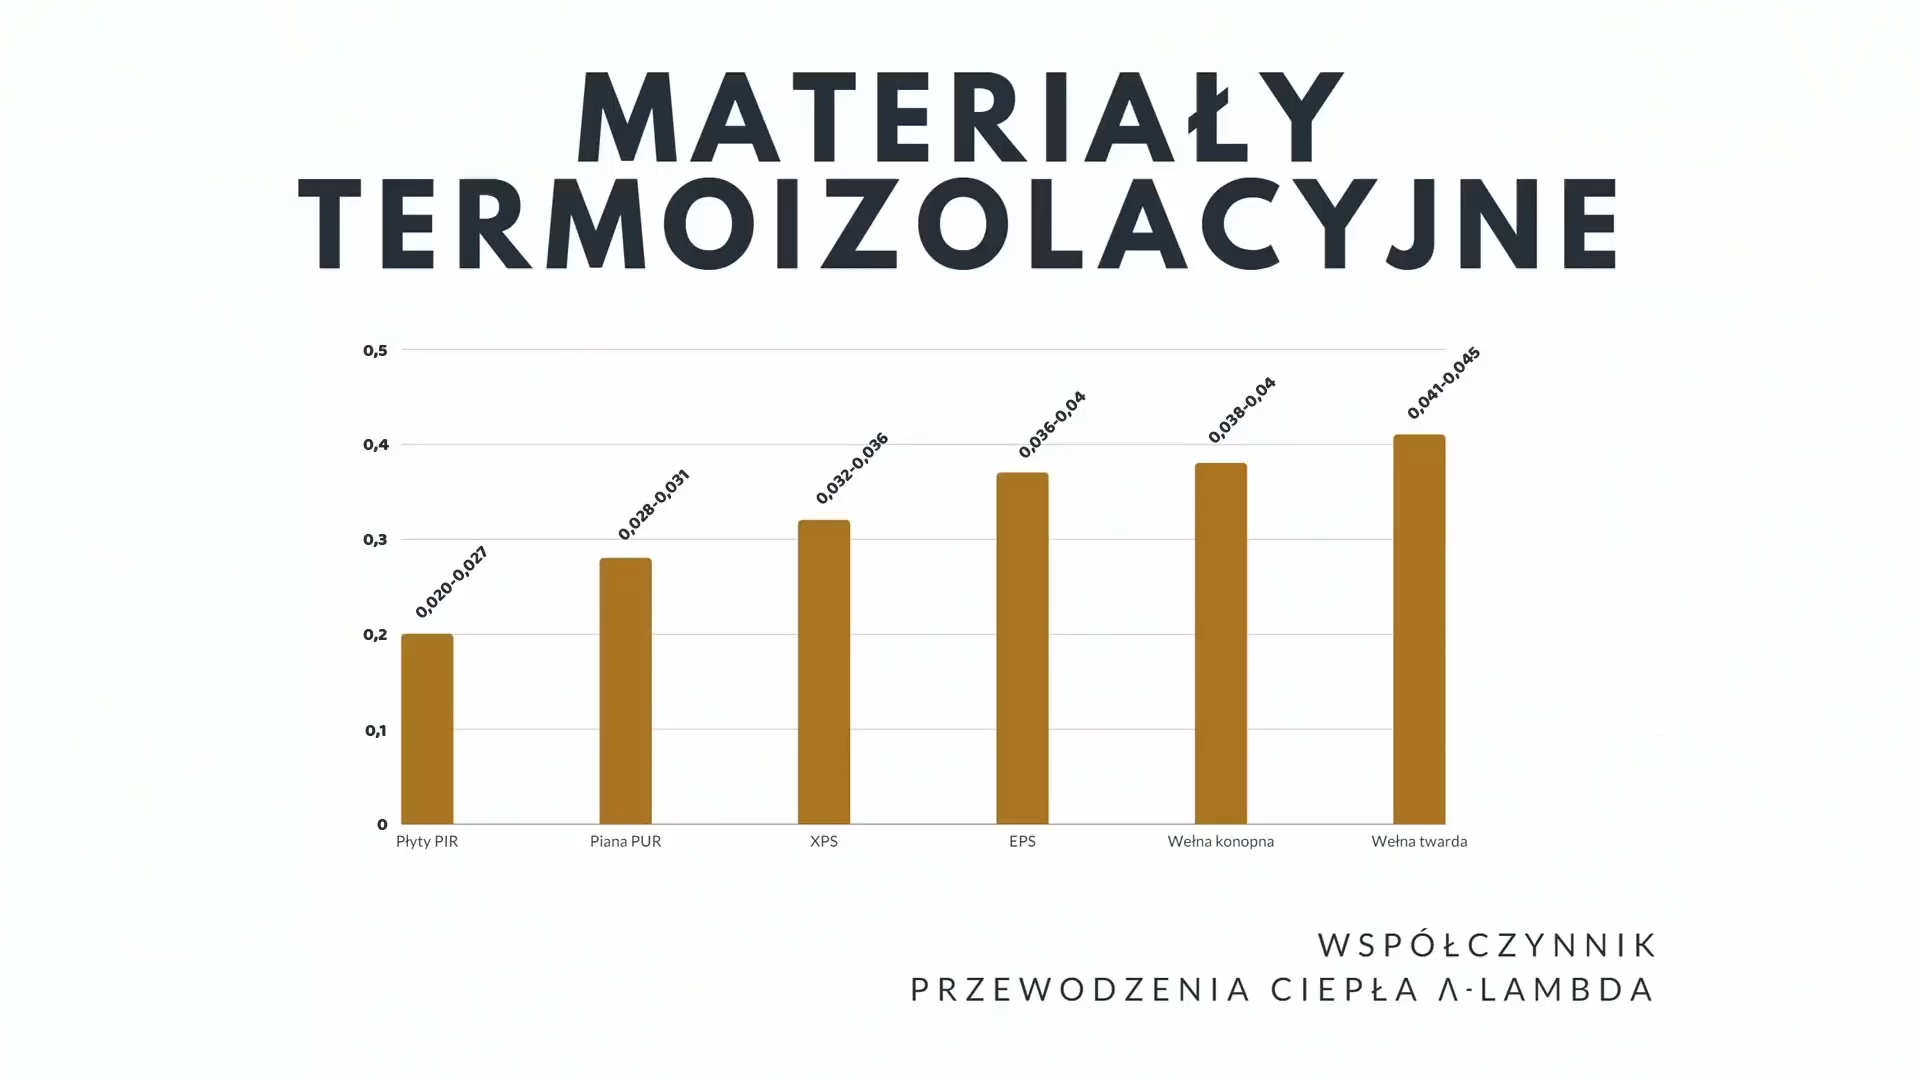 MATERIAŁY
TERMOIZOLACYJNE
0,5
0,4
0,3
0,2
0,1
0
0,020-0,027
0,028-0,031
0,032-0,036
0,036-0,04
0,038-0,04
0,041-0,045
Płyty PIR
Piana PUR
XPS
EPS
Wełna konopna
Wełna twarda
WSPÓŁCZYNNIK
PRZEWODZENIA CIEPŁA Λ-LAMBDA